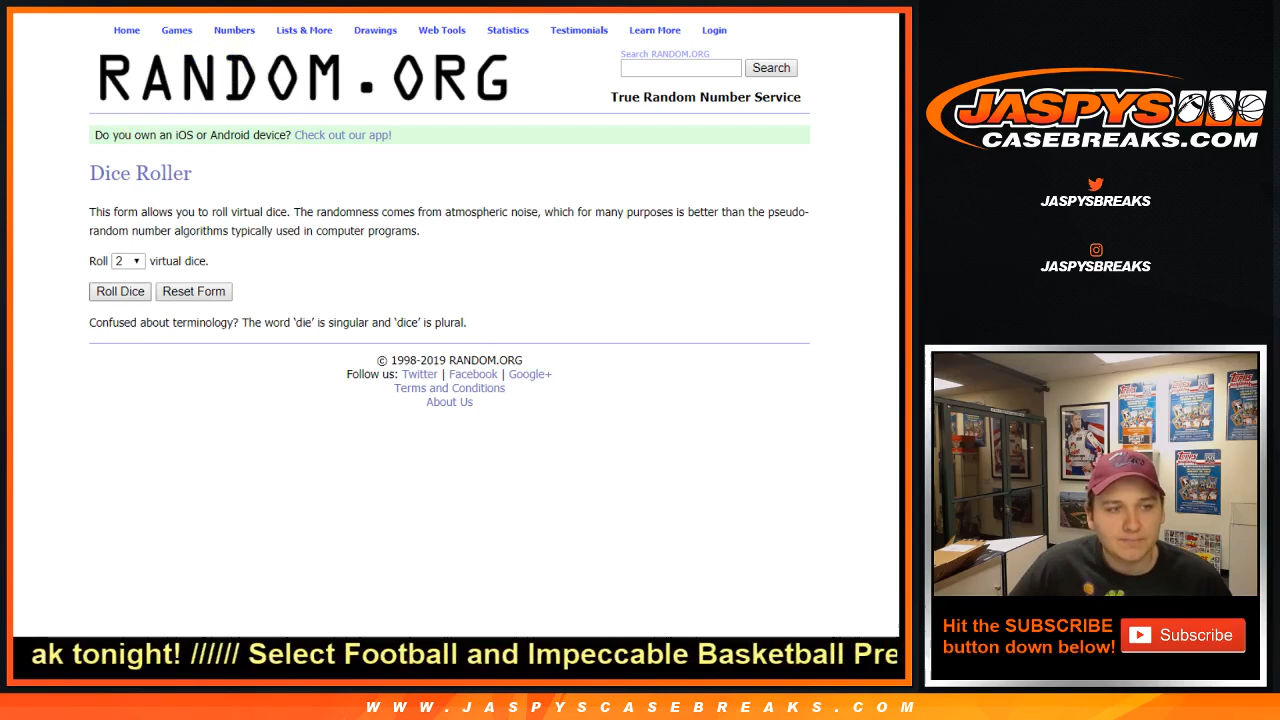 Home Games Numbers Lists & More Drawings Web Tools Statistics Testimonials Learn More Login
RANDOM.ORG
Search RANDOM.ORG
Search
True Random Number Service
Do you own an iOS or Android device? Check out our app!
Dice Roller
This form allows you to roll virtual dice. The randomness comes from atmospheric noise, which for many purposes is better than the pseudo-
random number algorithms typically used in computer programs.
Roll 2 virtual dice.
Roll Dice Reset Form
Confused about terminology? The word ‘die’ is singular and ‘dice’ is plural.
© 1998-2019 RANDOM.ORG
Follow us: Twitter | Facebook | Google+
Terms and Conditions
About Us
ak tonight! ////// Select Football and Impeccable Basketball Pre
JASPYS
CASEBREAKS.COM
JASPYSBREAKS
JASPYSBREAKS
Topps
Topps
Topps
Hit the SUBSCRIBE
button down below!
Subscribe
WWW.JASPYSCASEBREAKS.COM